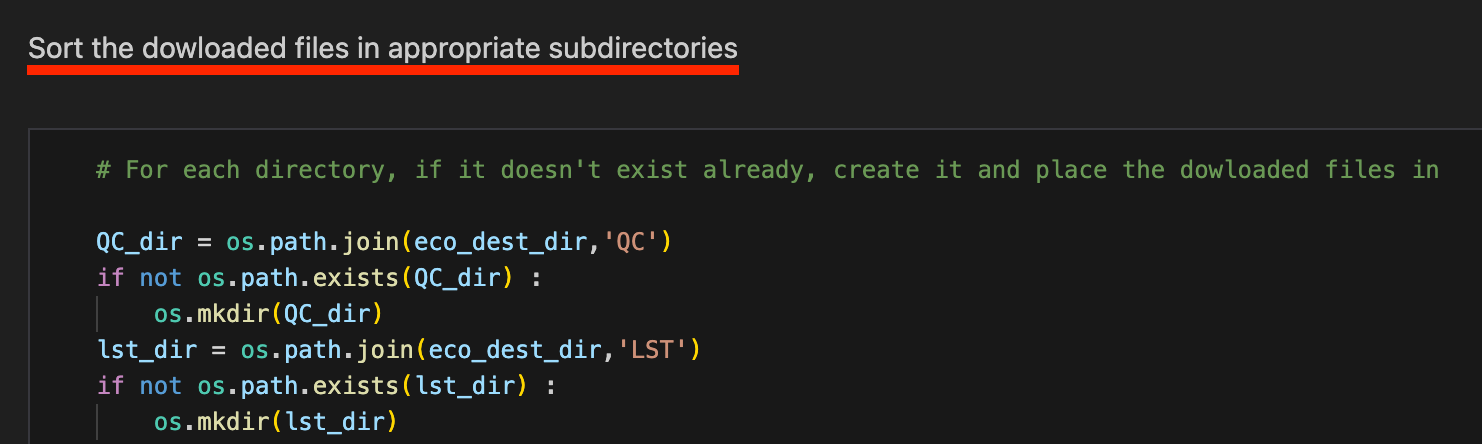 Sort the dowloaded files in appropriate subdirectories
# For each directory, if it doesn't exist already, create it and place the dowloaded files in
QC_dir = os.path.join(eco_dest_dir,'QC')
if not os.path.exists(QC_dir) :
    os.mkdir(QC_dir)
lst_dir = os.path.join(eco_dest_dir,'LST')
if not os.path.exists(lst_dir) :
    os.mkdir(lst_dir)